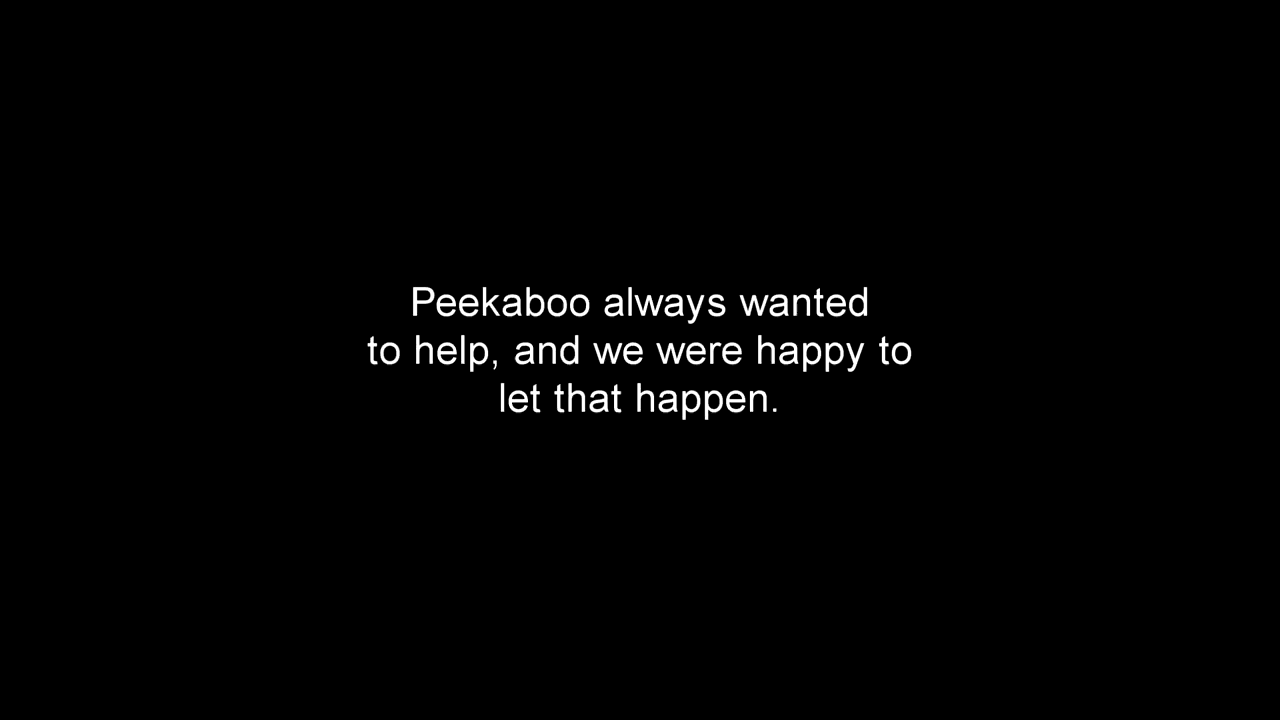 Peekaboo always wanted
to help, and we were happy to
let that happen.